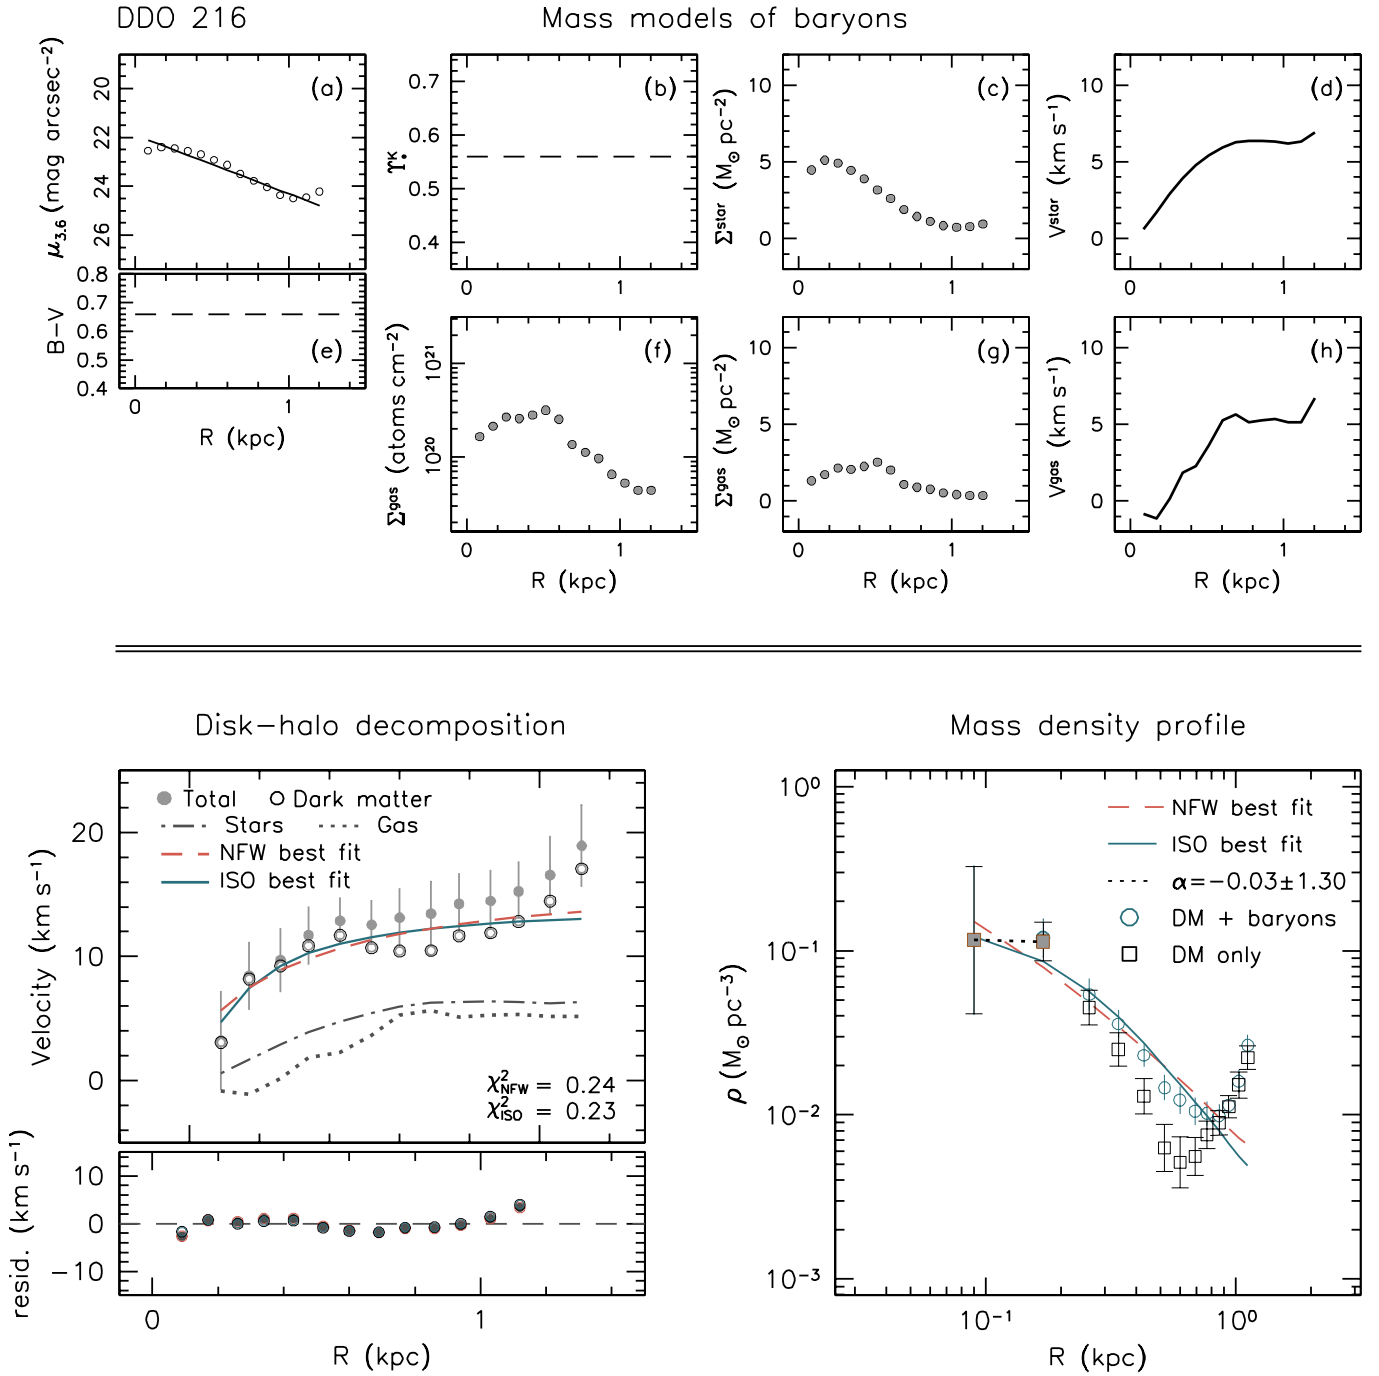 DDO 216
Mass models of baryons
μ3.6 (mag arcsec⁻²)
20
22
24
26
(a)
ϒ⋆ᴷ
0.7
0.6
0.5
0.4
(b)
0 1
Σstar (M⊙ pc⁻²)
10
5
0
(c)
0 1
Vstar (km s⁻¹)
10
5
0
(d)
0 1
B−V
0.8
0.7
0.6
0.5
0.4
(e)
0 1
R (kpc)
Σgas (atoms cm⁻²)
10²¹
10²⁰
(f)
0 1
R (kpc)
Σgas (M⊙ pc⁻²)
10
5
0
(g)
0 1
R (kpc)
Vgas (km s⁻¹)
10
5
0
(h)
0 1
R (kpc)
Disk−halo decomposition
Velocity (km s⁻¹)
20
10
0
Total Dark matter
Stars Gas
NFW best fit
ISO best fit
χ²NFW = 0.24
χ²ISO = 0.23
resid. (km s⁻¹)
10
0
−10
0 1
R (kpc)
Mass density profile
ρ (M⊙ pc⁻³)
10⁰
10⁻¹
10⁻²
10⁻³
NFW best fit
ISO best fit
α=−0.03±1.30
DM + baryons
DM only
10⁻¹ 10⁰
R (kpc)